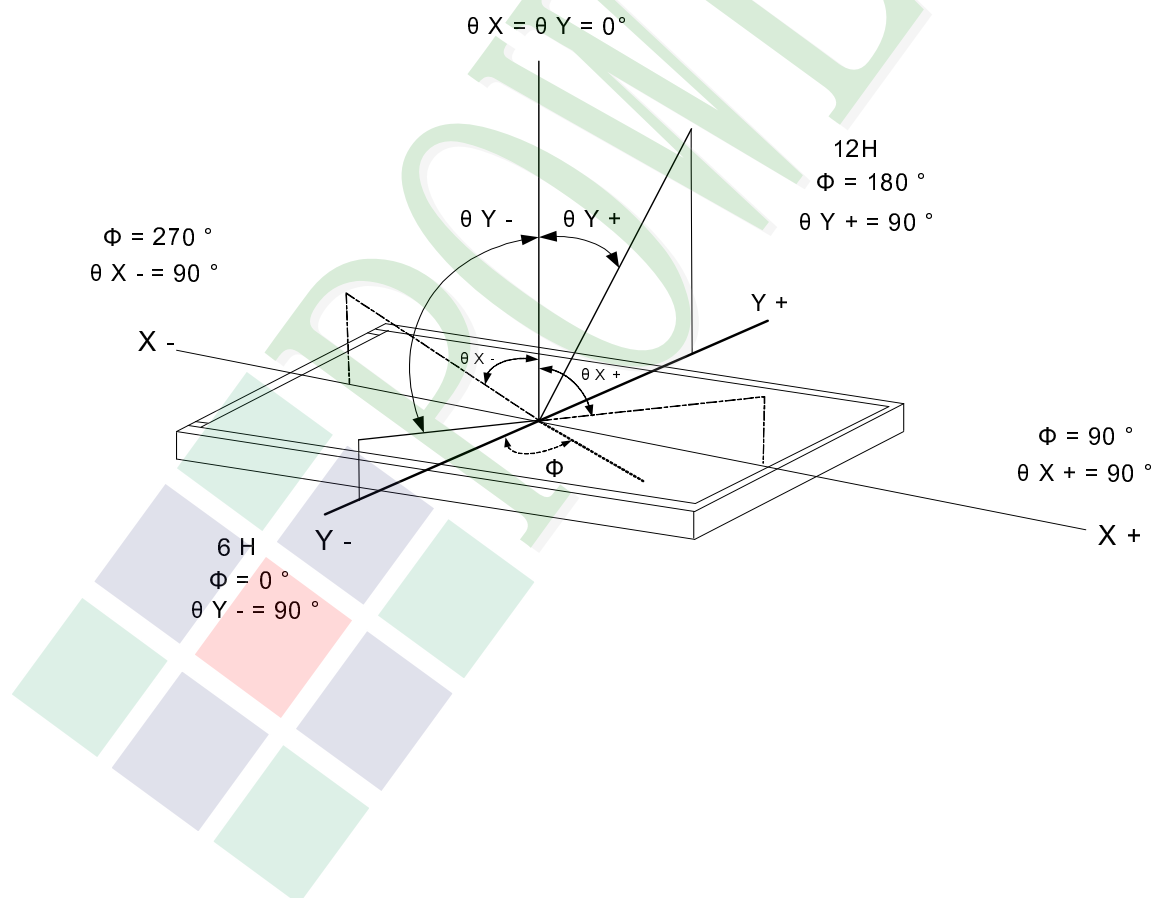 θ X = θ Y = 0°
12H
Φ = 180 °
θ Y + = 90 °
θ Y - θ Y +
Φ = 270 °
θ X - = 90 °
Y +
X -
θ X -
θ X +
Φ = 90 °
θ X + = 90 °
Φ
X +
Y -
6 H
Φ = 0 °
θ Y - = 90 °